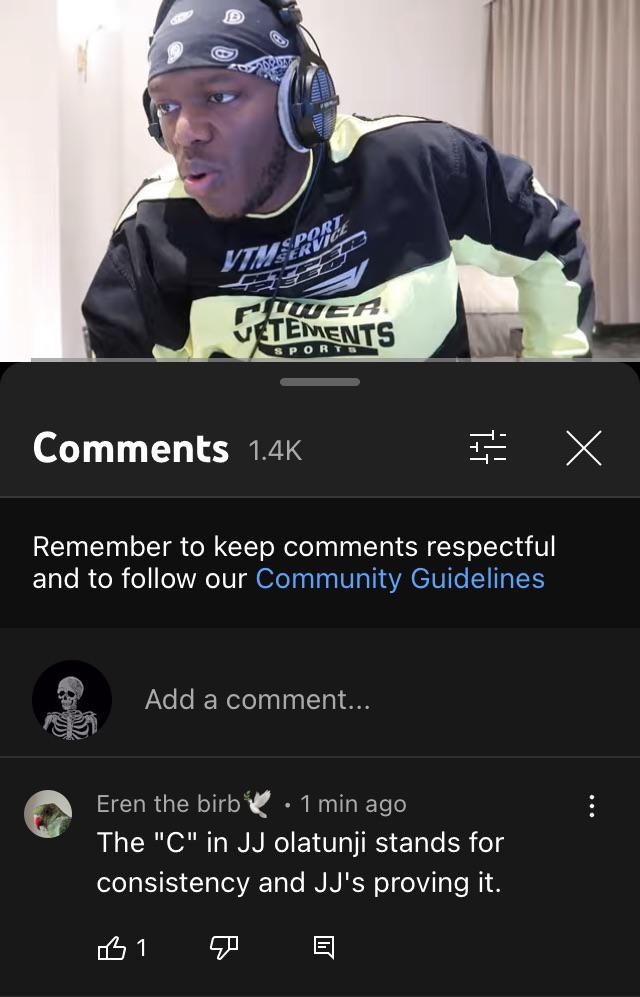 VTM SPORT
SERVICE
POWER
VETEMENTS
SPORTS
Comments 1.4K
Remember to keep comments respectful
and to follow our Community Guidelines
Add a comment...
Eren the birb🕊 • 1 min ago
The "C" in JJ olatunji stands for
consistency and JJ's proving it.
1